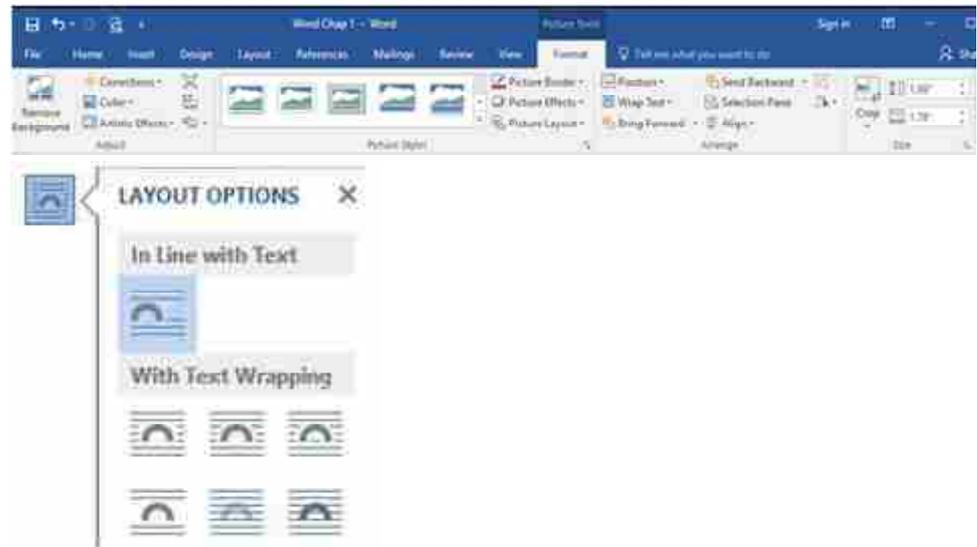 Word Chap 1 - Word Picture Tools Sign in
File Home Insert Design Layout References Mailings Review View Format Tell me what you want to do
Remove Background
Corrections
Color
Artistic Effects
Adjust
Picture Styles
Picture Border
Picture Effects
Picture Layout
Position
Wrap Text
Bring Forward
Send Backward
Selection Pane
Align
Arrange
Crop
Size
LAYOUT OPTIONS
In Line with Text
With Text Wrapping